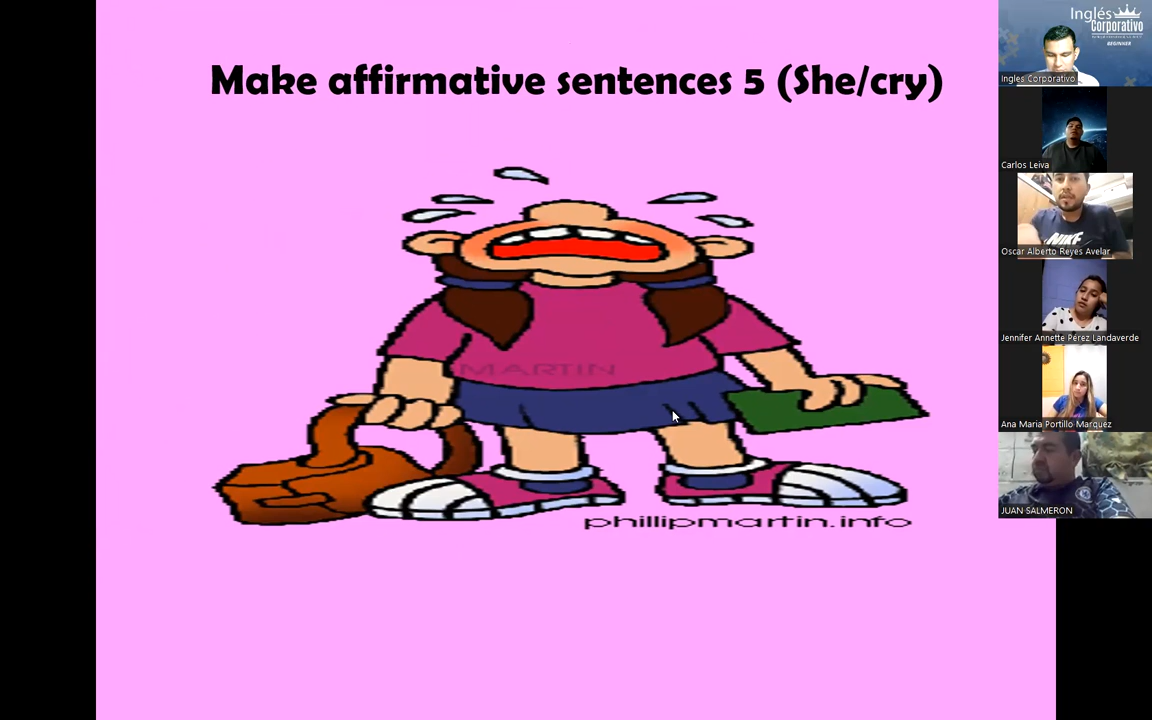 Make affirmative sentences 5 (She/cry)
MARTIN
phillipmartin.info
Inglés
Corporativo
BEGINNER
Ingles Corporativo
Carlos Leiva
NIKE
Oscar Alberto Reyes Avelar
Jennifer Annette Pérez Landaverde
Ana Maria Portillo Marquez
JUAN SALMERON